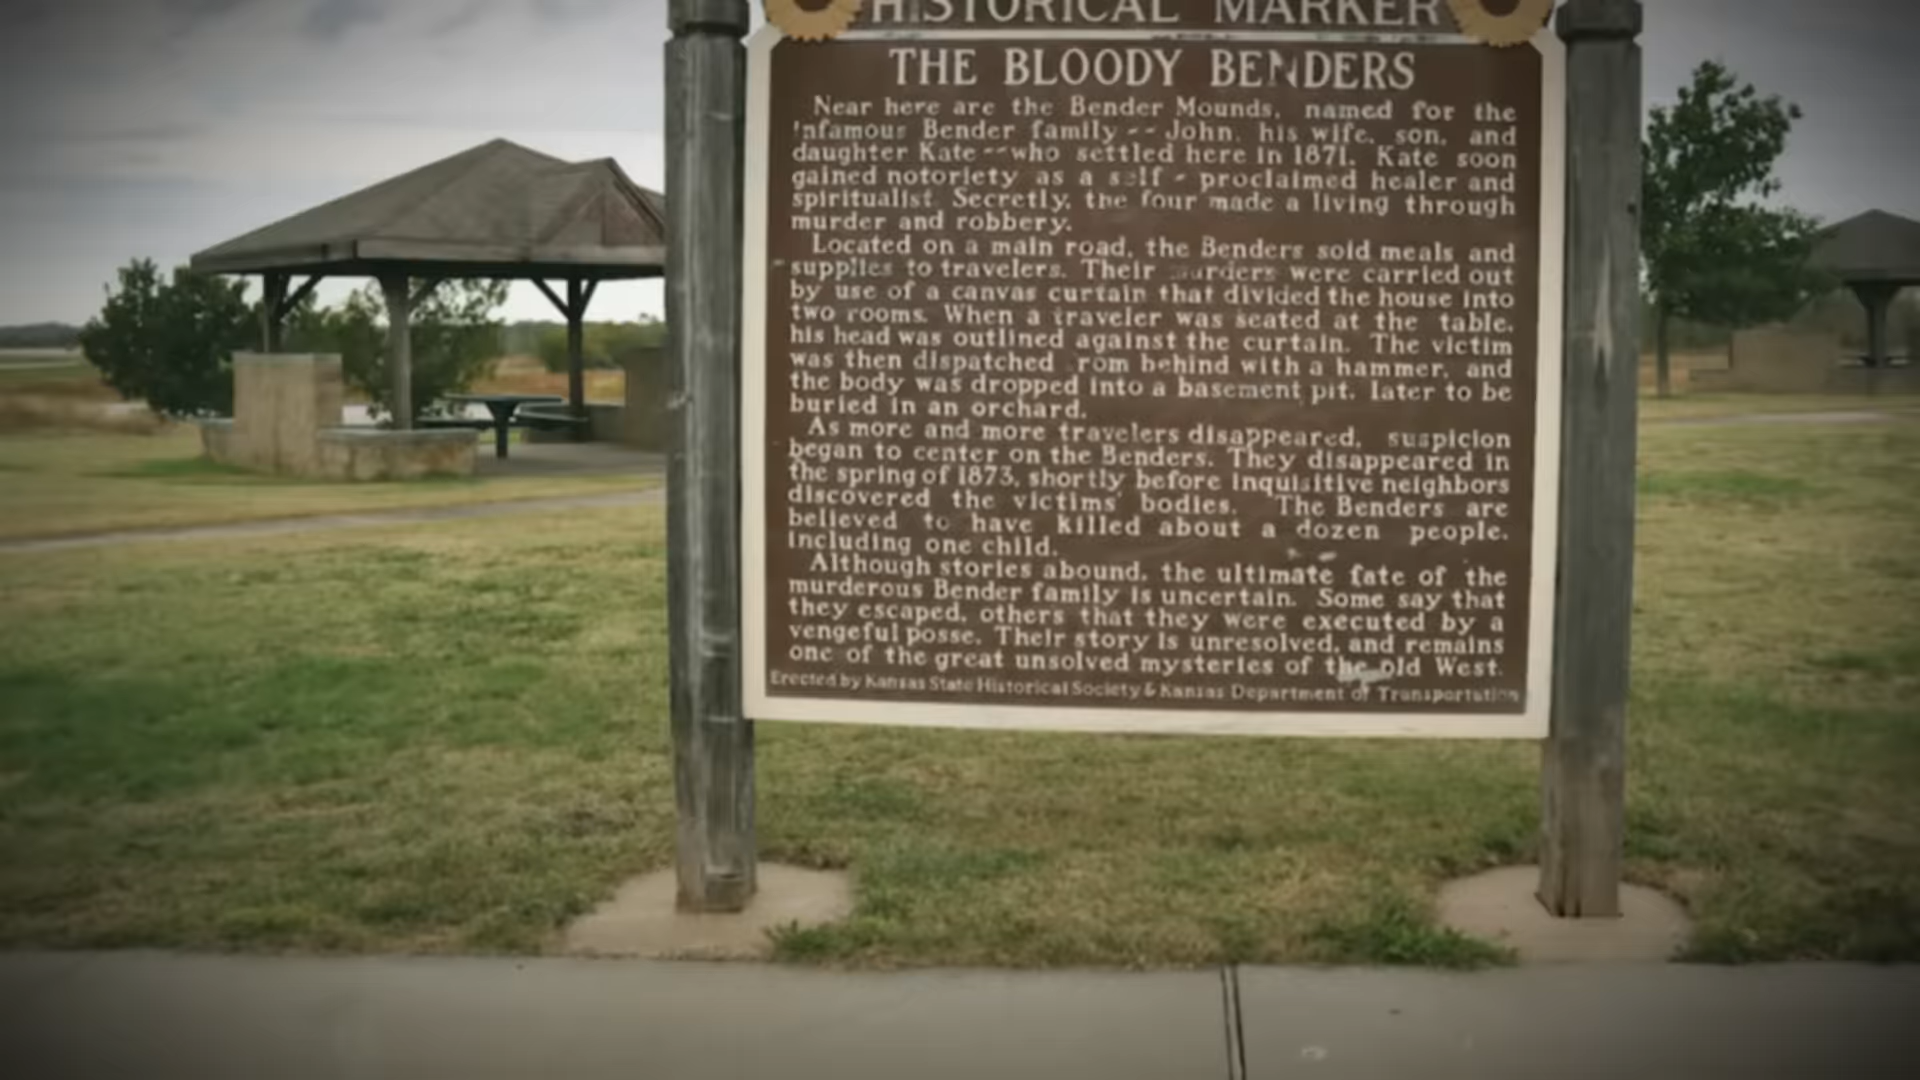 HISTORICAL MARKER
THE BLOODY BENDERS
Near here are the Bender Mounds, named for the
infamous Bender family -- John, his wife, son, and
daughter Kate -- who settled here in 1871. Kate soon
gained notoriety as a self - proclaimed healer and
spiritualist. Secretly, the four made a living through
murder and robbery.
Located on a main road, the Benders sold meals and
supplies to travelers. Their murders were carried out
by use of a canvas curtain that divided the house into
two rooms. When a traveler was seated at the table,
his head was outlined against the curtain. The victim
was then dispatched rom behind with a hammer, and
the body was dropped into a basement pit, later to be
buried in an orchard.
As more and more travelers disappeared, suspicion
began to center on the Benders. They disappeared in
the spring of 1873, shortly before inquisitive neighbors
discovered the victims' bodies. The Benders are
believed to have killed about a dozen people,
including one child.
Although stories abound, the ultimate fate of the
murderous Bender family is uncertain. Some say that
they escaped, others that they were executed by a
vengeful posse. Their story is unresolved, and remains
one of the great unsolved mysteries of the old West.
Erected by Kansas State Historical Society & Kansas Department of Transportation